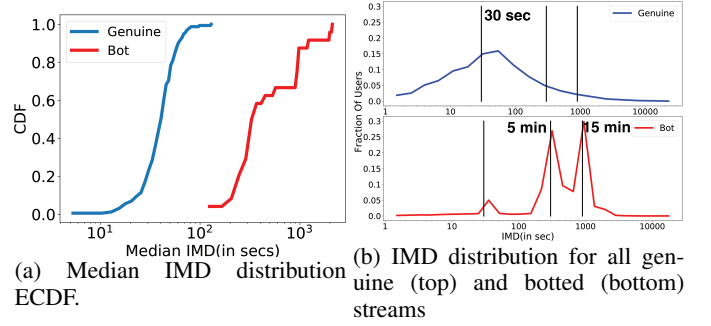 Genuine
Bot
CDF
1.0
0.8
0.6
0.4
0.2
0.0
10¹ 10² 10³
Median IMD(in secs)
(a) Median IMD distribution
ECDF.
Fraction Of Users
0.3
0.25
0.2
0.15
0.1
0.05
0.0
30 sec
Genuine
1 10 100 1000 10000
0.3
0.25
0.2
0.15
0.1
0.05
0.0
5 min 15 min
Bot
1 10 100 1000 10000
IMD(in sec)
(b) IMD distribution for all gen-
uine (top) and botted (bottom)
streams